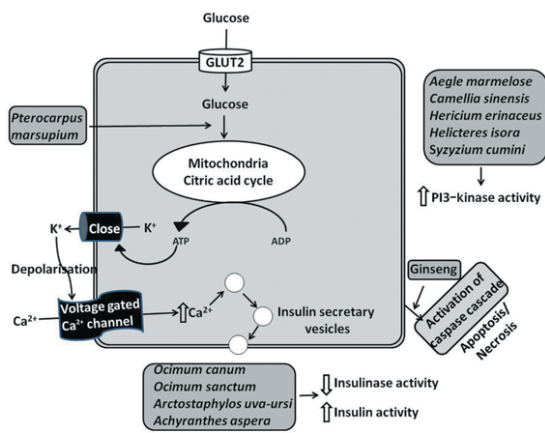 Glucose
GLUT2
Glucose
Pterocarpus
marsupium
Mitochondria
Citric acid cycle
Aegle marmelose
Camellia sinensis
Hericium erinaceus
Helicteres isora
Syzyzium cumini
⇧ PI3-kinase activity
K⁺
Close
K⁺
ATP
ADP
Depolarisation
Ca²⁺
Voltage gated
Ca²⁺ channel
⇧Ca²⁺
Insulin secretary
vesicles
Ginseng
Activation of
caspase cascade
Apoptosis/
Necrosis
Ocimum canum
Ocimum sanctum
Arctostaphylos uva-ursi
Achyranthes aspera
⇩ Insulinase activity
⇧ Insulin activity